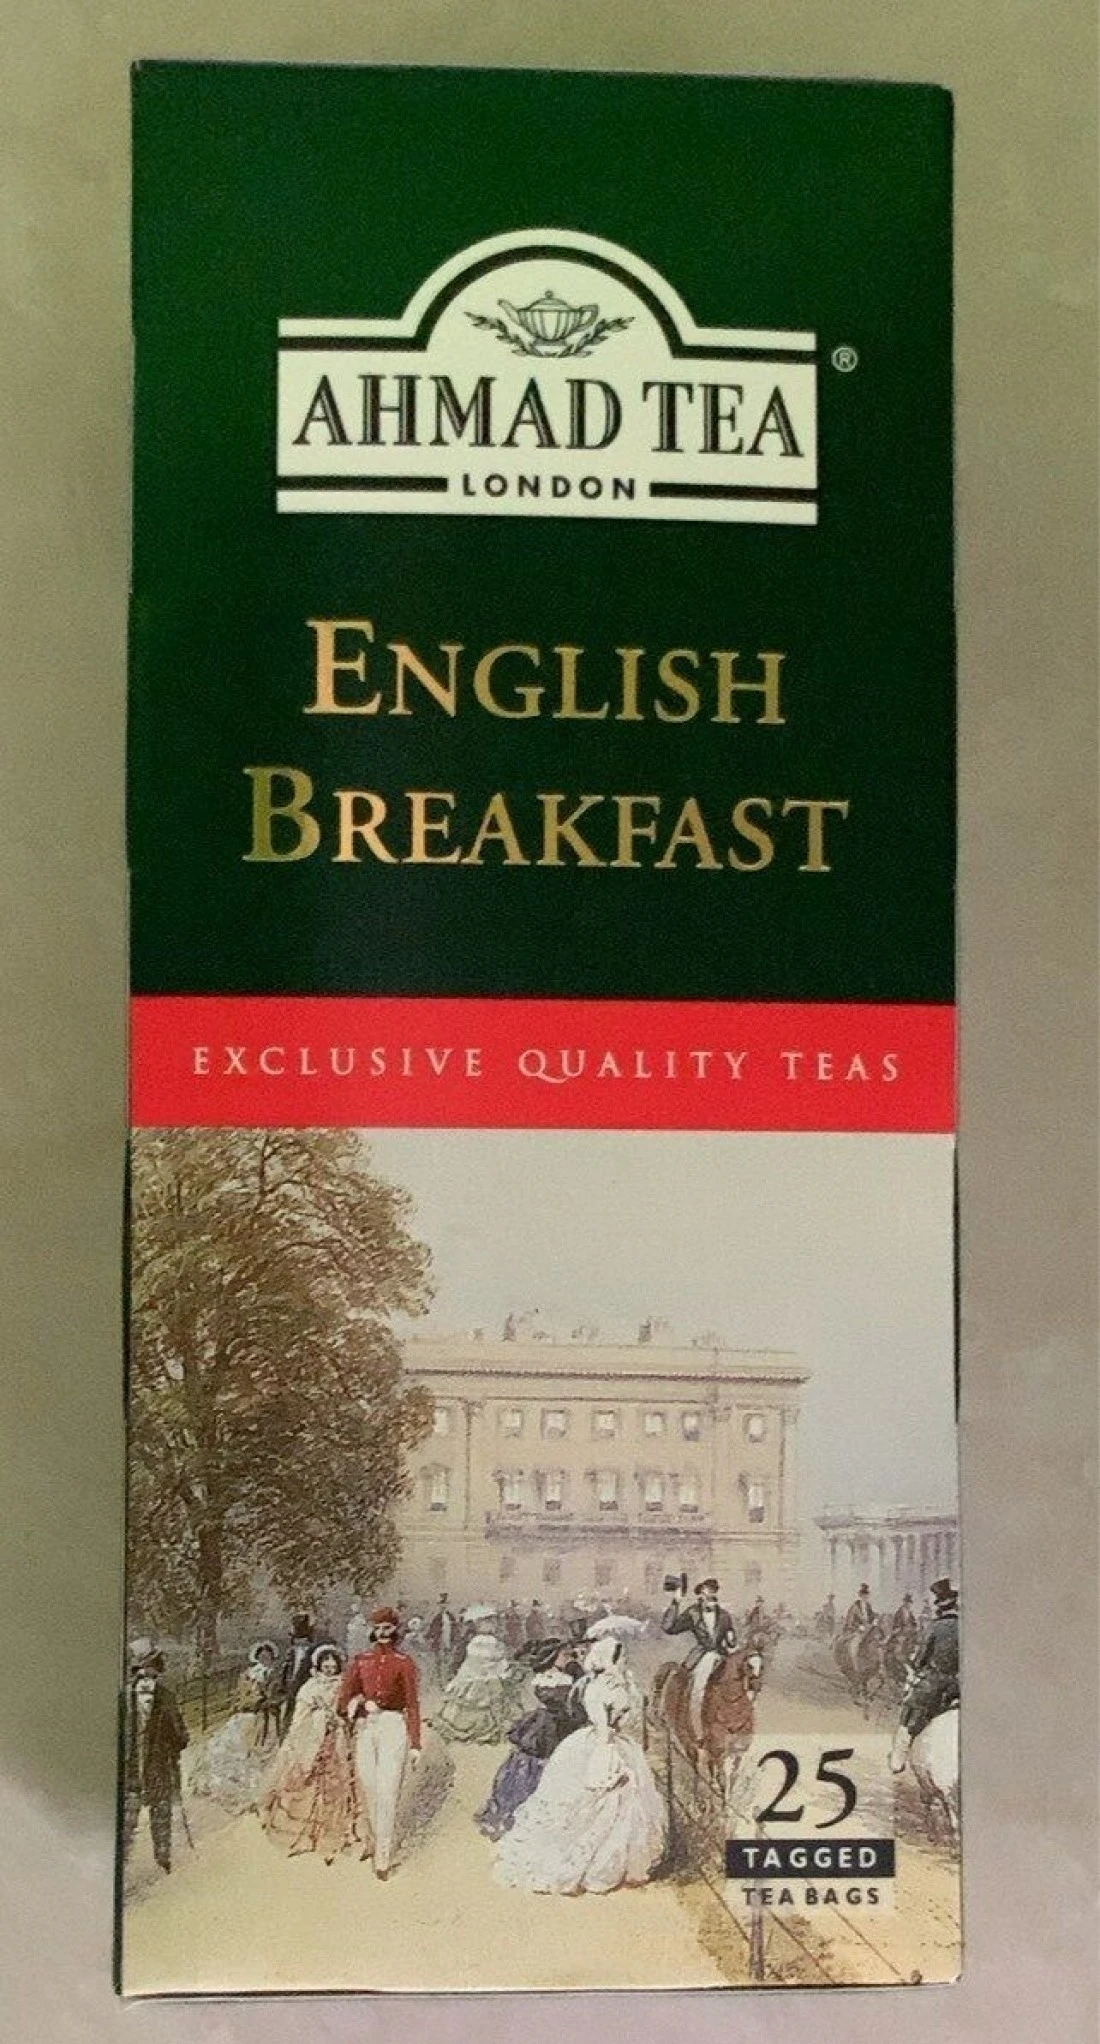 AHMAD TEA ®
LONDON
ENGLISH
BREAKFAST
EXCLUSIVE QUALITY TEAS
25
TAGGED
TEA BAGS